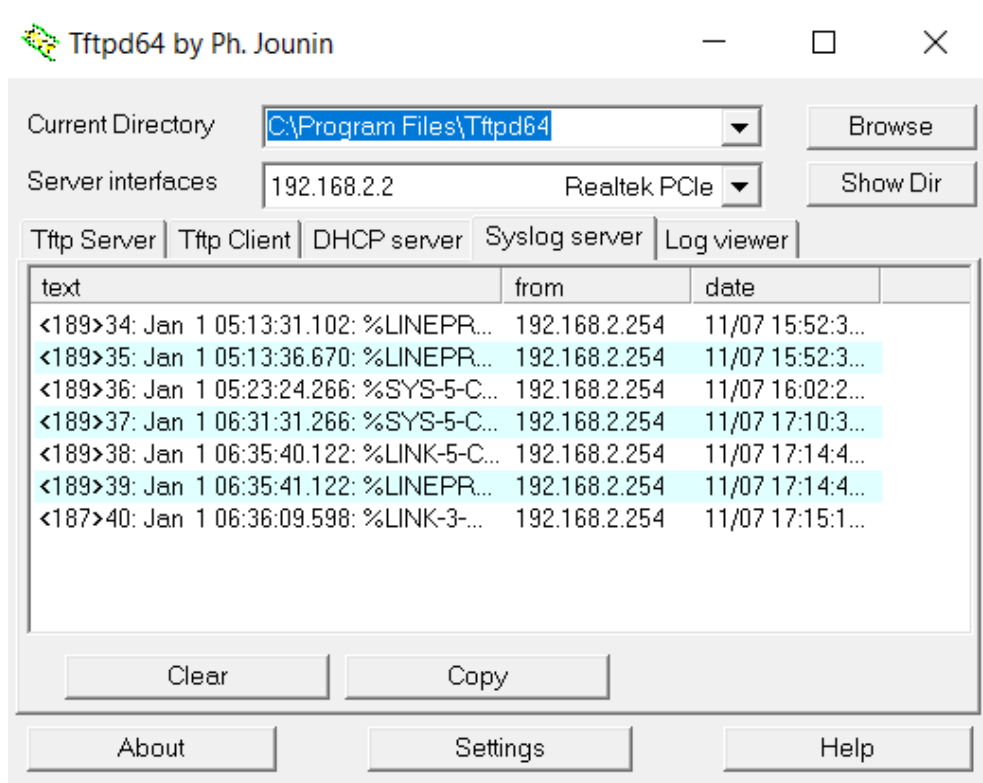 Tftpd64 by Ph. Jounin
Current Directory C:\Program Files\Tftpd64 Browse
Server interfaces 192.168.2.2 Realtek PCIe Show Dir
Tftp Server Tftp Client DHCP server Syslog server Log viewer
text from date
<189>34: Jan 1 05:13:31.102: %LINEPR... 192.168.2.254 11/07 15:52:3...
<189>35: Jan 1 05:13:36.670: %LINEPR... 192.168.2.254 11/07 15:52:3...
<189>36: Jan 1 05:23:24.266: %SYS-5-C... 192.168.2.254 11/07 16:02:2...
<189>37: Jan 1 06:31:31.266: %SYS-5-C... 192.168.2.254 11/07 17:10:3...
<189>38: Jan 1 06:35:40.122: %LINK-5-C... 192.168.2.254 11/07 17:14:4...
<189>39: Jan 1 06:35:41.122: %LINEPR... 192.168.2.254 11/07 17:14:4...
<187>40: Jan 1 06:36:09.598: %LINK-3-... 192.168.2.254 11/07 17:15:1...
Clear Copy
About Settings Help